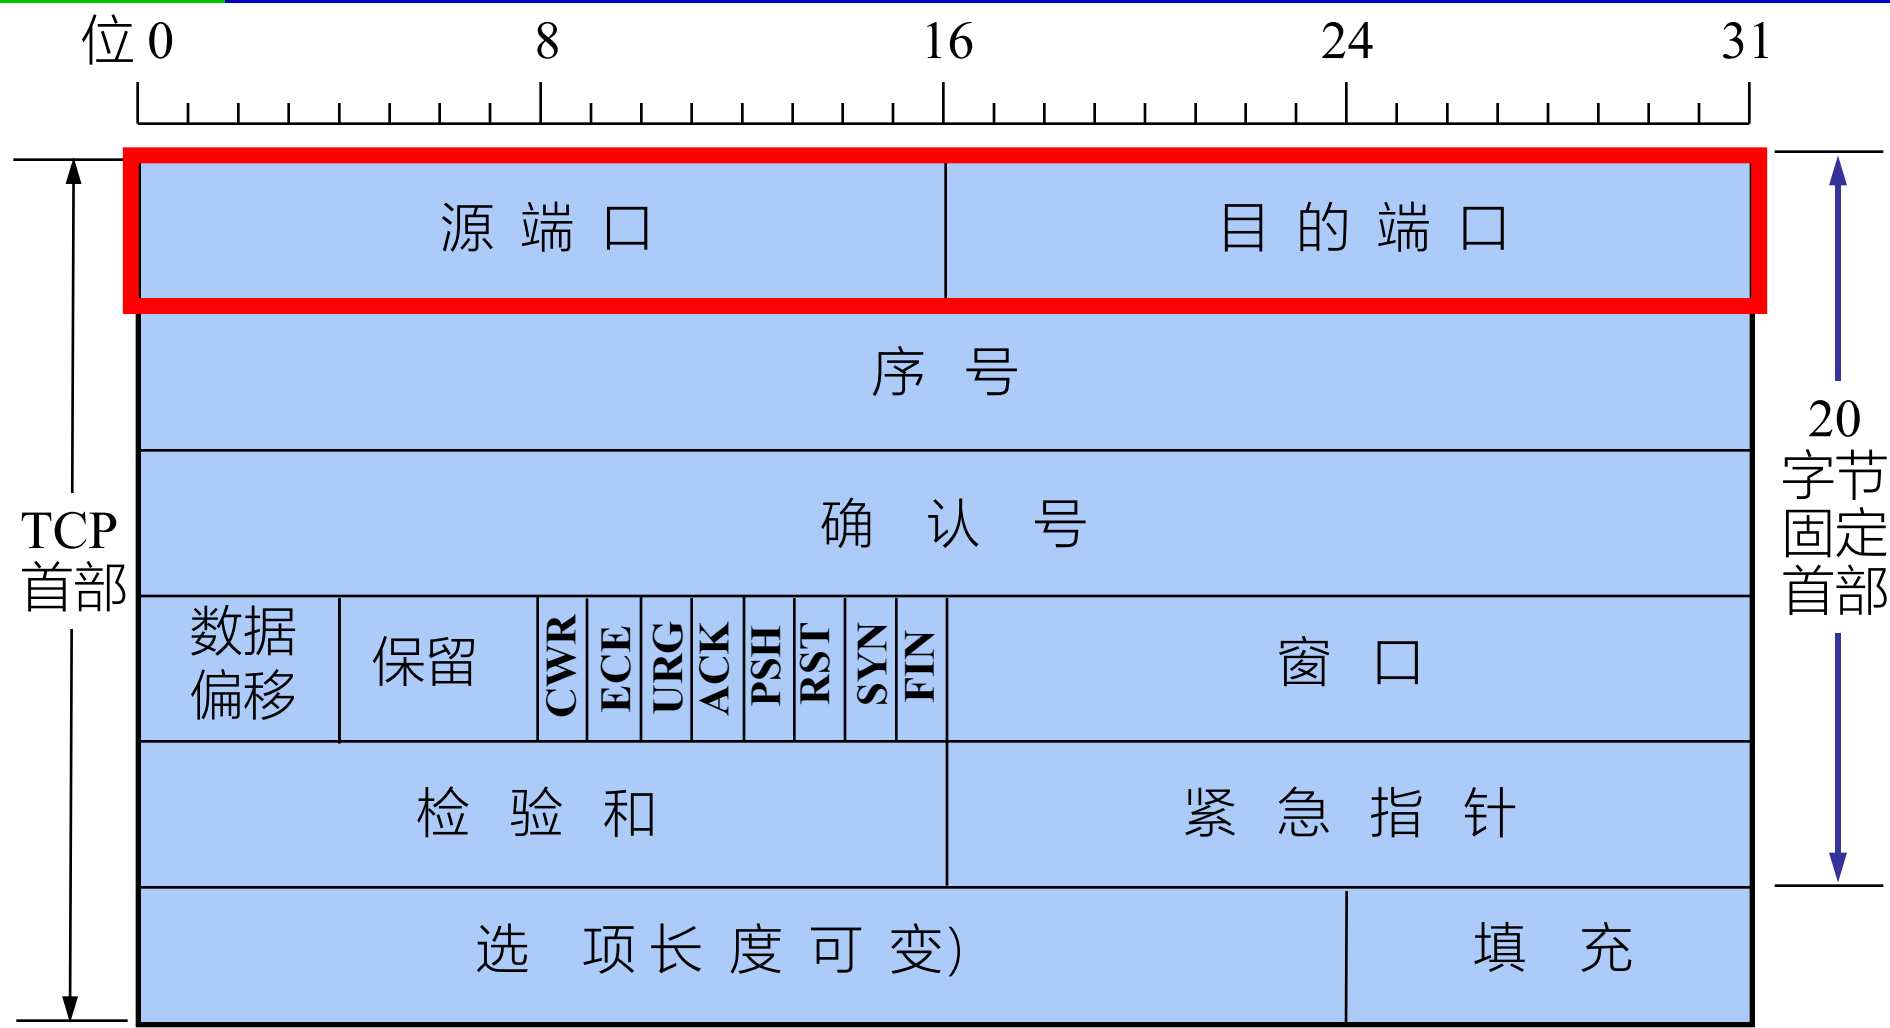 位 0 8 16 24 31
源端口 目的端口
序号
确认号
TCP
首部
20
字节
固定
首部
数据
偏移
保留
CWR
ECE
URG
ACK
PSH
RST
SYN
FIN
窗口
检验和 紧急指针
选项长度可变) 填充